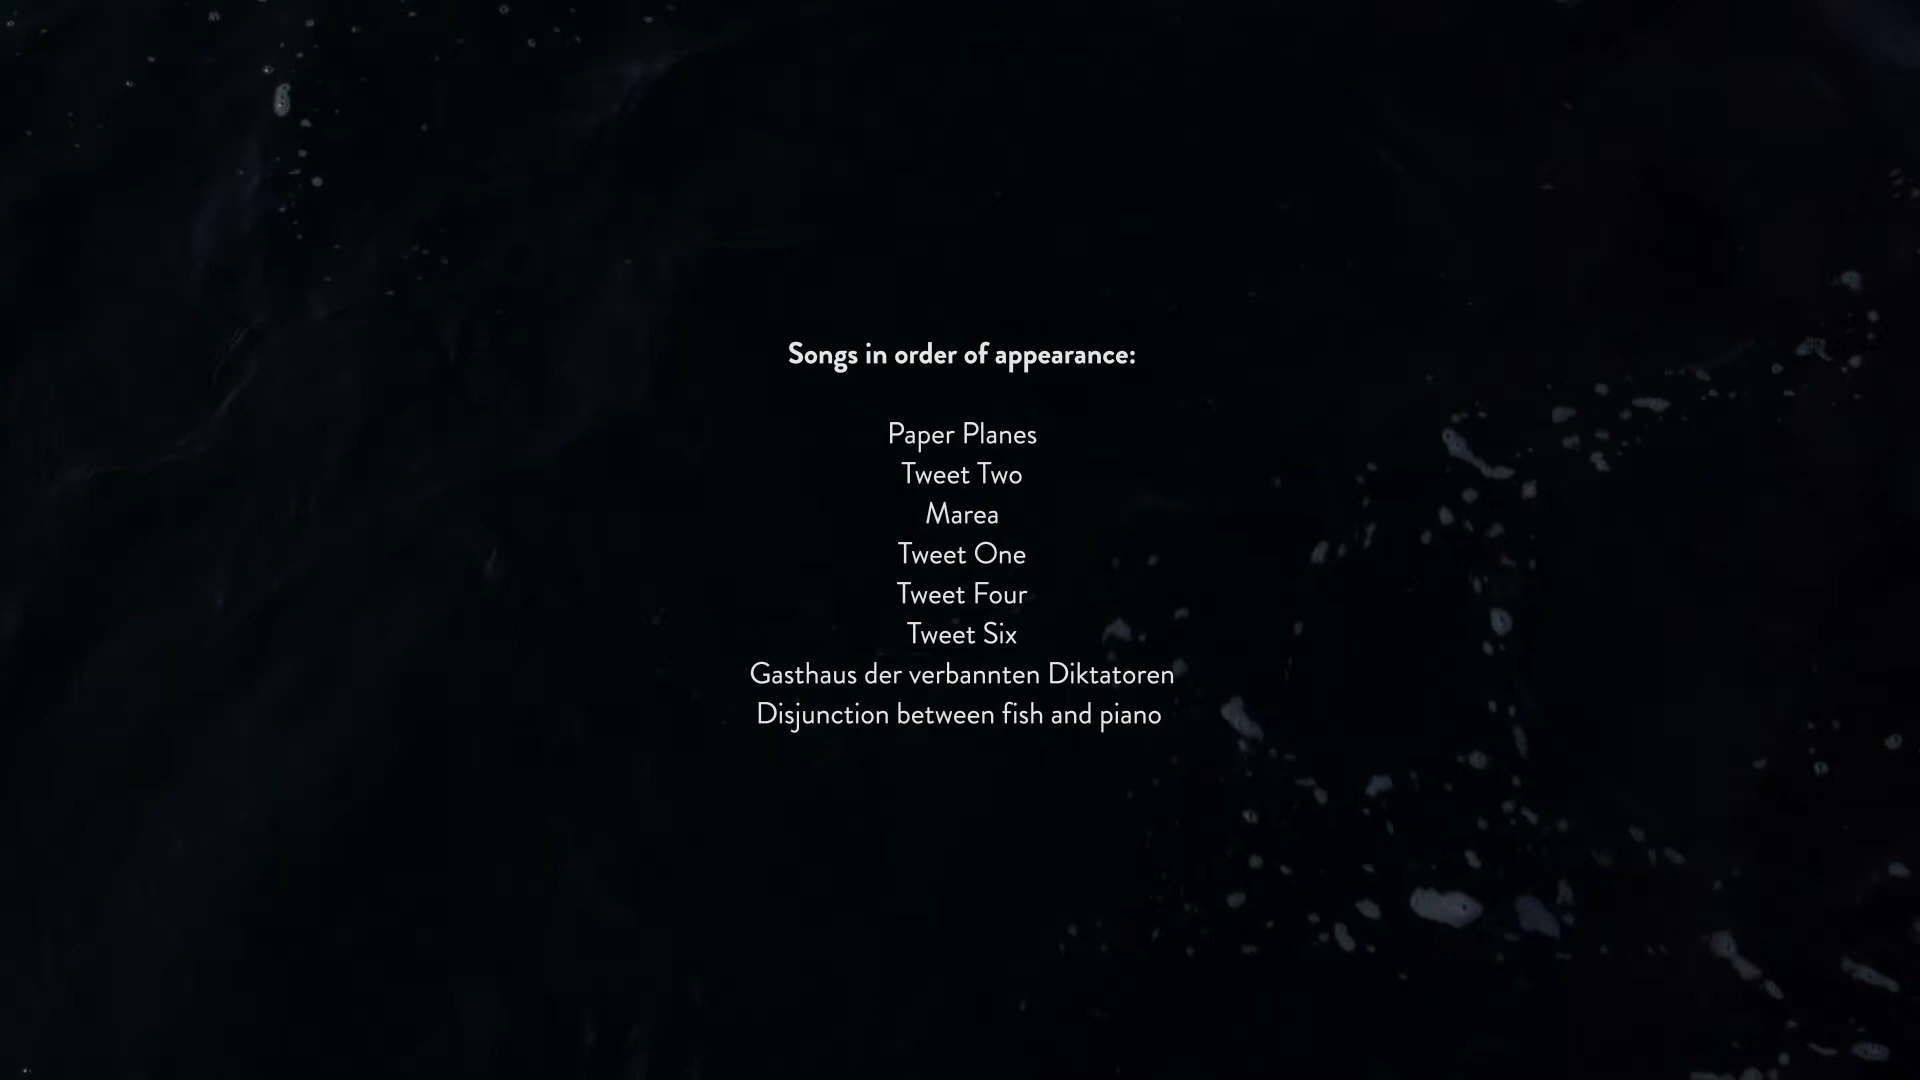 Songs in order of appearance:
Paper Planes
Tweet Two
Marea
Tweet One
Tweet Four
Tweet Six
Gasthaus der verbannten Diktatoren
Disjunction between fish and piano